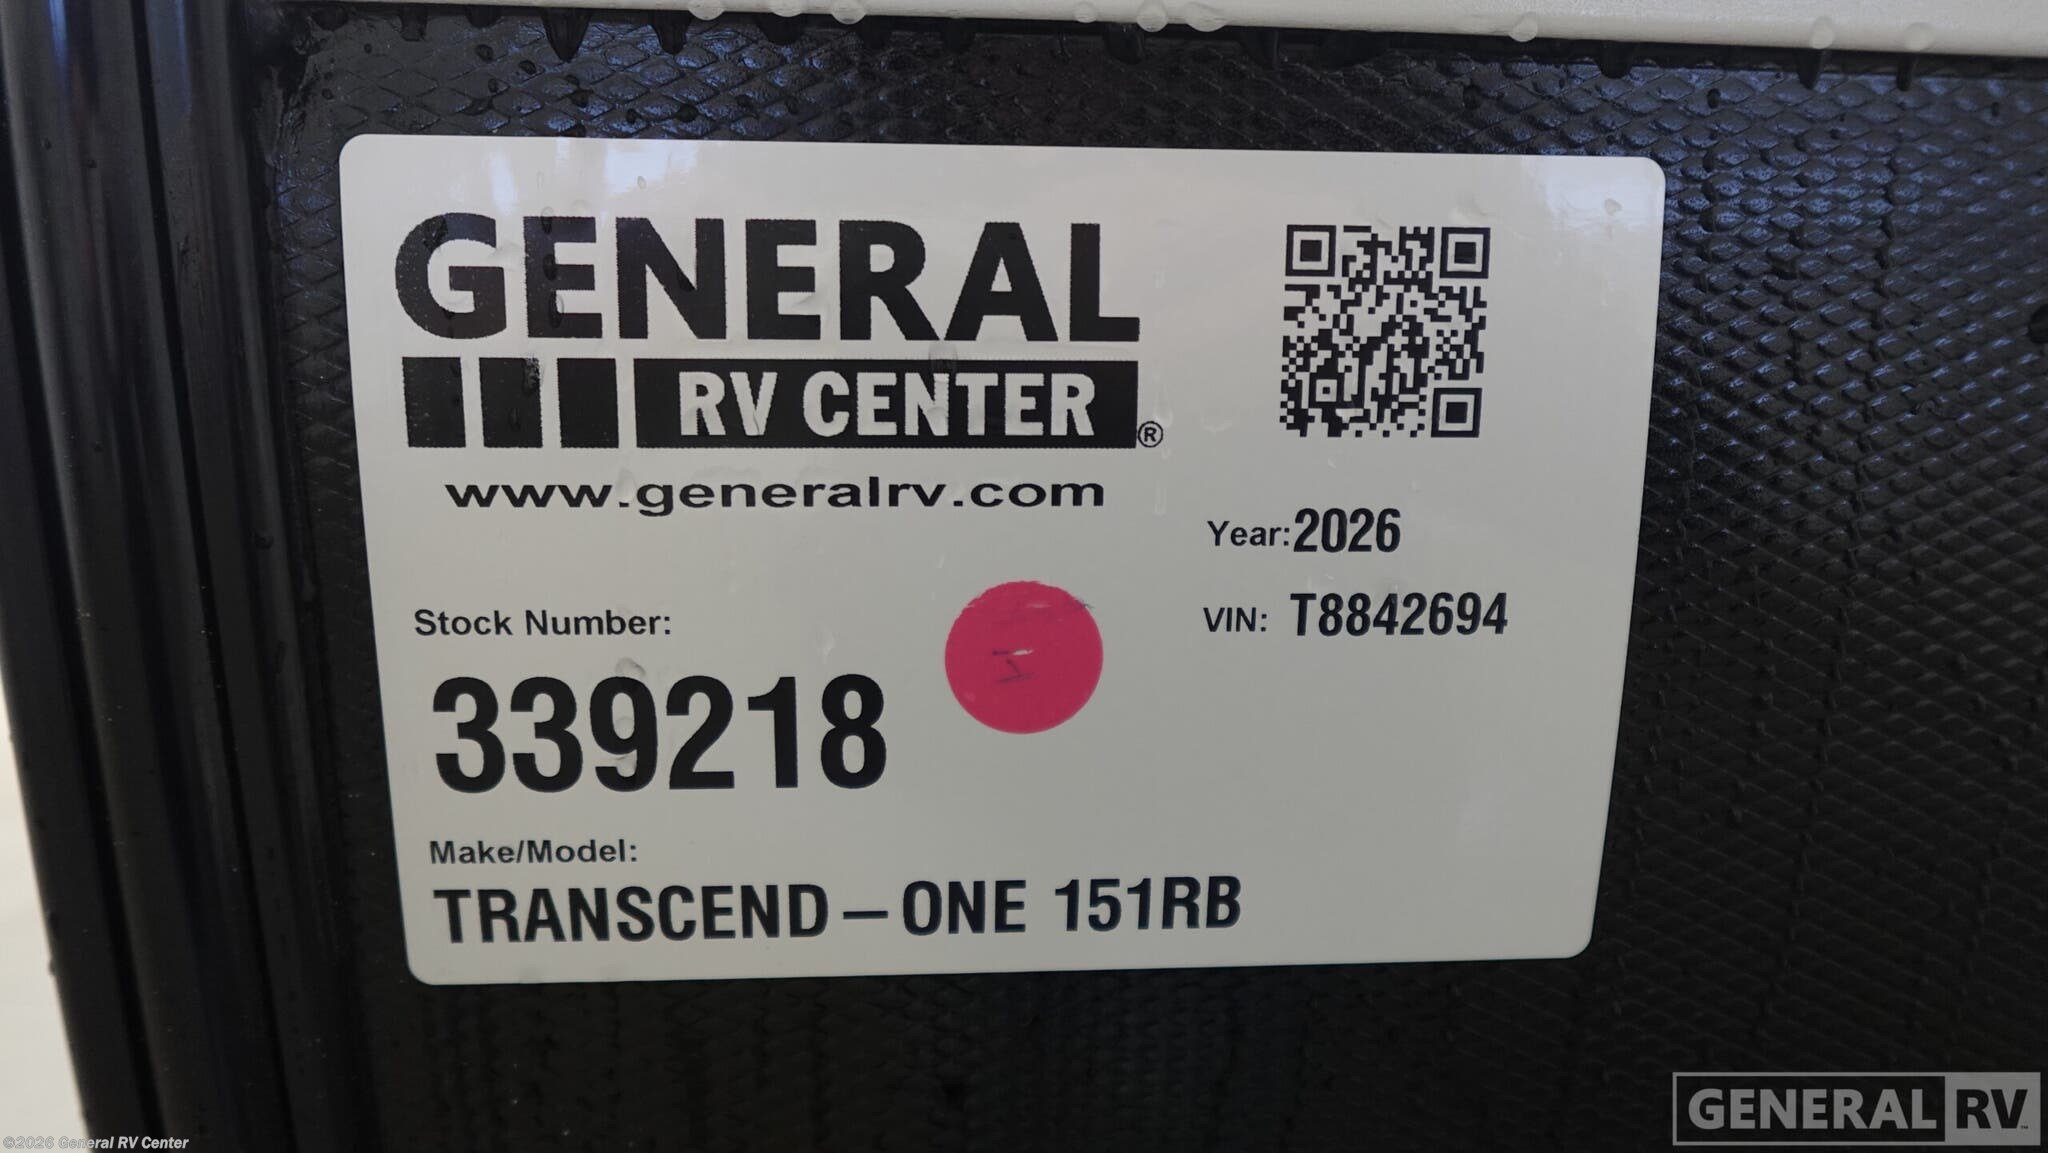 GENERAL
RV CENTER®
www.generalrv.com
Year: 2026
VIN: T8842694
Stock Number:
339218
Make/Model:
TRANSCEND – ONE 151RB
GENERAL RV™
©2026 General RV Center